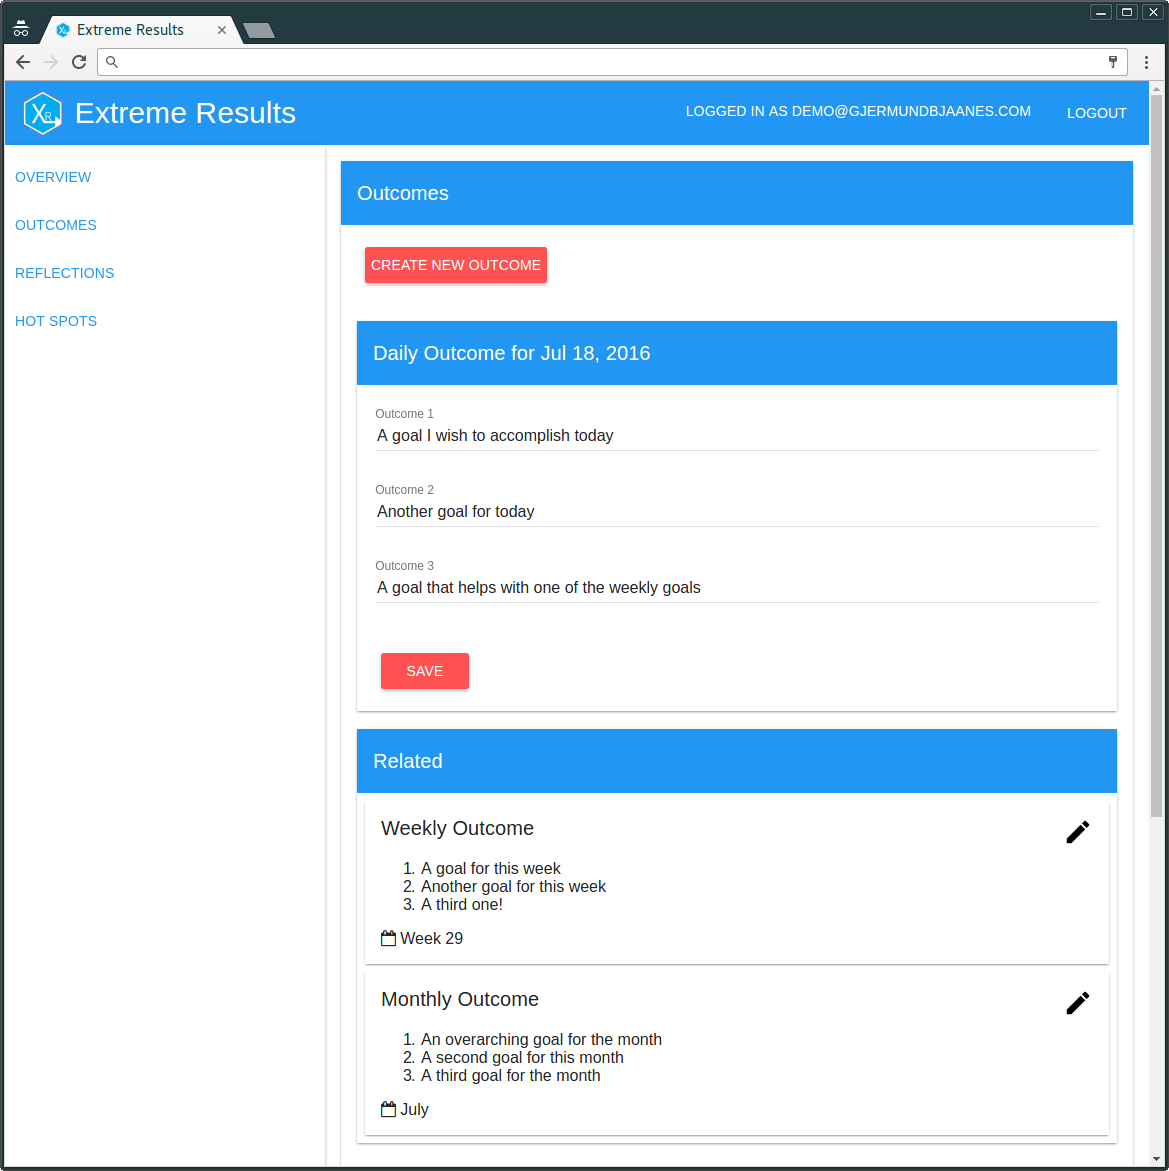 Extreme Results
XR Extreme Results
LOGGED IN AS DEMO@GJERMUNDBJAANES.COM
LOGOUT
OVERVIEW
OUTCOMES
REFLECTIONS
HOT SPOTS
Outcomes
CREATE NEW OUTCOME
Daily Outcome for Jul 18, 2016
Outcome 1
A goal I wish to accomplish today
Outcome 2
Another goal for today
Outcome 3
A goal that helps with one of the weekly goals
SAVE
Related
Weekly Outcome
1. A goal for this week
2. Another goal for this week
3. A third one!
Week 29
Monthly Outcome
1. An overarching goal for the month
2. A second goal for this month
3. A third goal for the month
July